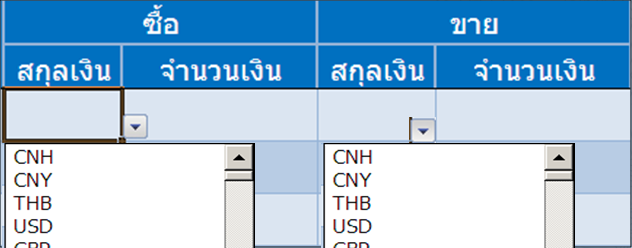 ซื้อ ขาย
สกุลเงิน จำนวนเงิน สกุลเงิน จำนวนเงิน
CNH CNH
CNY CNY
THB THB
USD USD